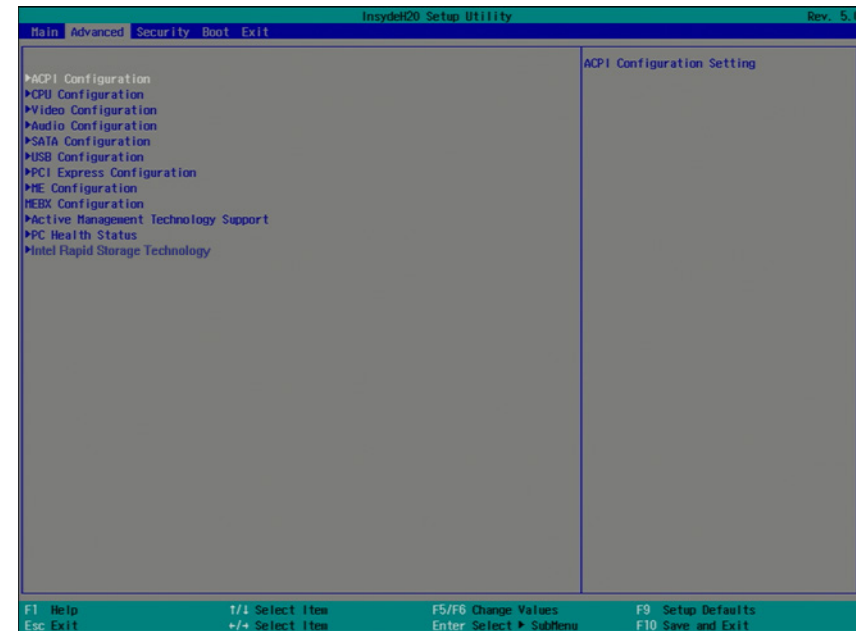 InsydeH20 Setup Utility Rev. 5.0
Main Advanced Security Boot Exit
ACPI Configuration Setting
▶ACPI Configuration
▶CPU Configuration
▶Video Configuration
▶Audio Configuration
▶SATA Configuration
▶USB Configuration
▶PCI Express Configuration
▶ME Configuration
MEBX Configuration
▶Active Management Technology Support
▶PC Health Status
▶Intel Rapid Storage Technology
F1 Help ↑/↓ Select Item F5/F6 Change Values F9 Setup Defaults
Esc Exit ←/→ Select Item Enter Select ▶ SubMenu F10 Save and Exit